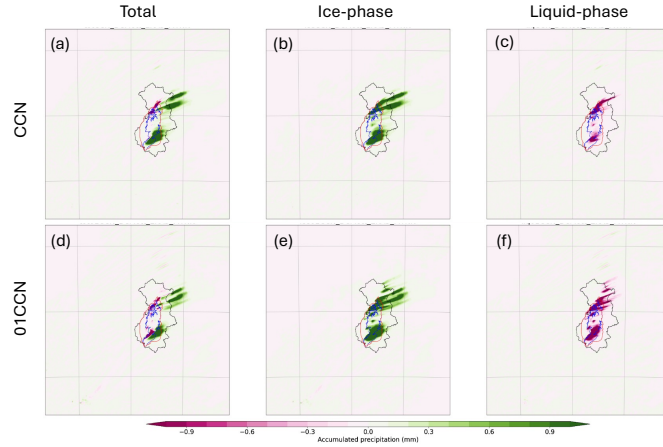 Total Ice-phase Liquid-phase
CCN
(a) (b) (c)
01CCN
(d) (e) (f)
−0.9 −0.6 −0.3 0.0 0.3 0.6 0.9
Accumulated precipitation (mm)